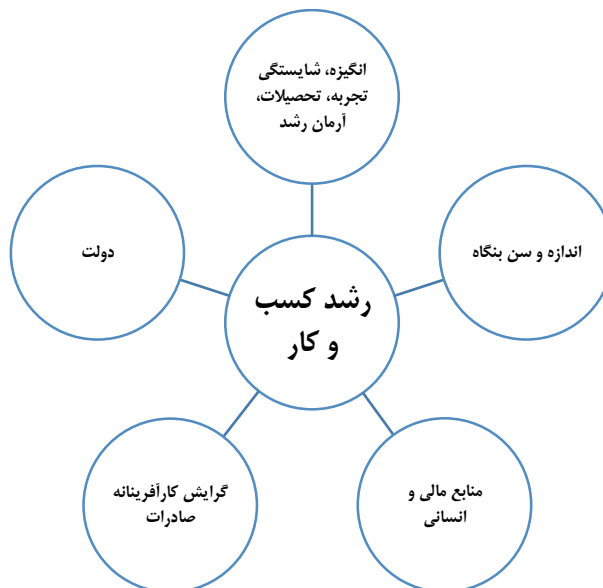 انگیزه، شایستگی
تجربه، تحصیلات،
آرمان رشد
اندازه و سن بنگاه
دولت
رشد کسب
و کار
منابع مالی و
انسانی
گرایش کارآفرینانه
صادرات